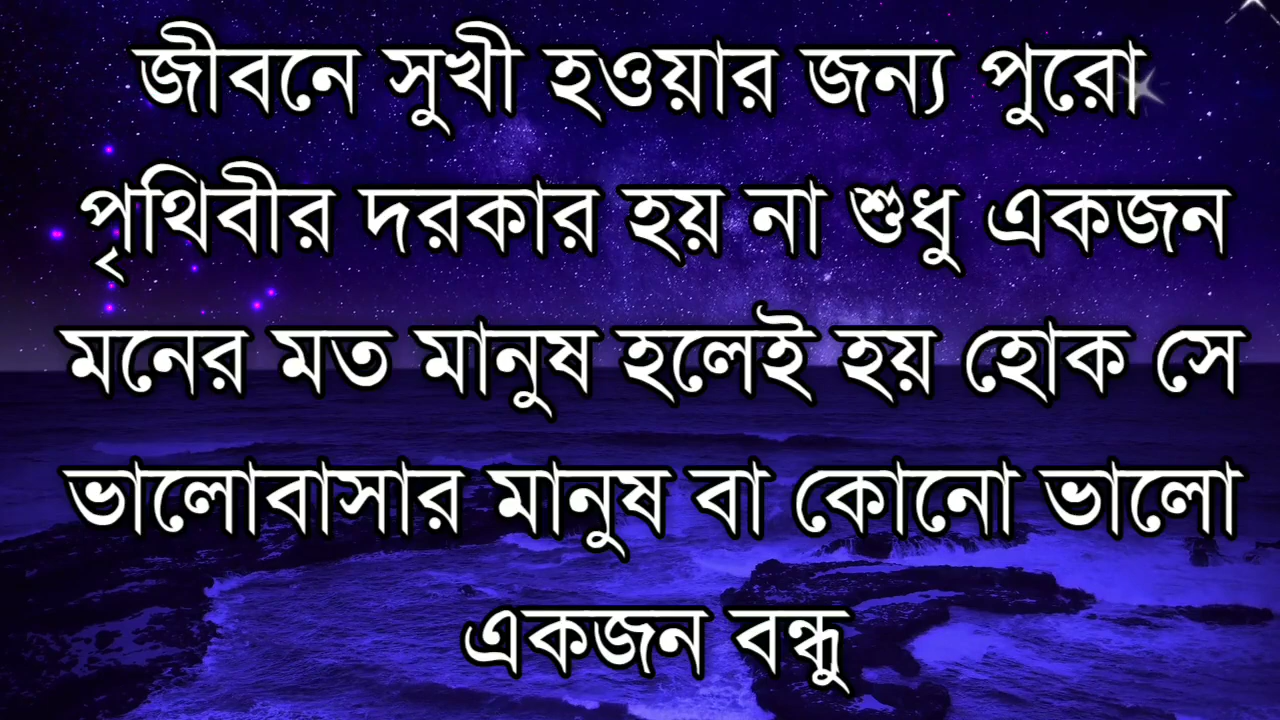 জীবনে সুখী হওয়ার জন্য পুরো
পৃথিবীর দরকার হয় না শুধু একজন
মনের মত মানুষ হলেই হয় হোক সে
ভালোবাসার মানুষ বা কোনো ভালো
একজন বন্ধু